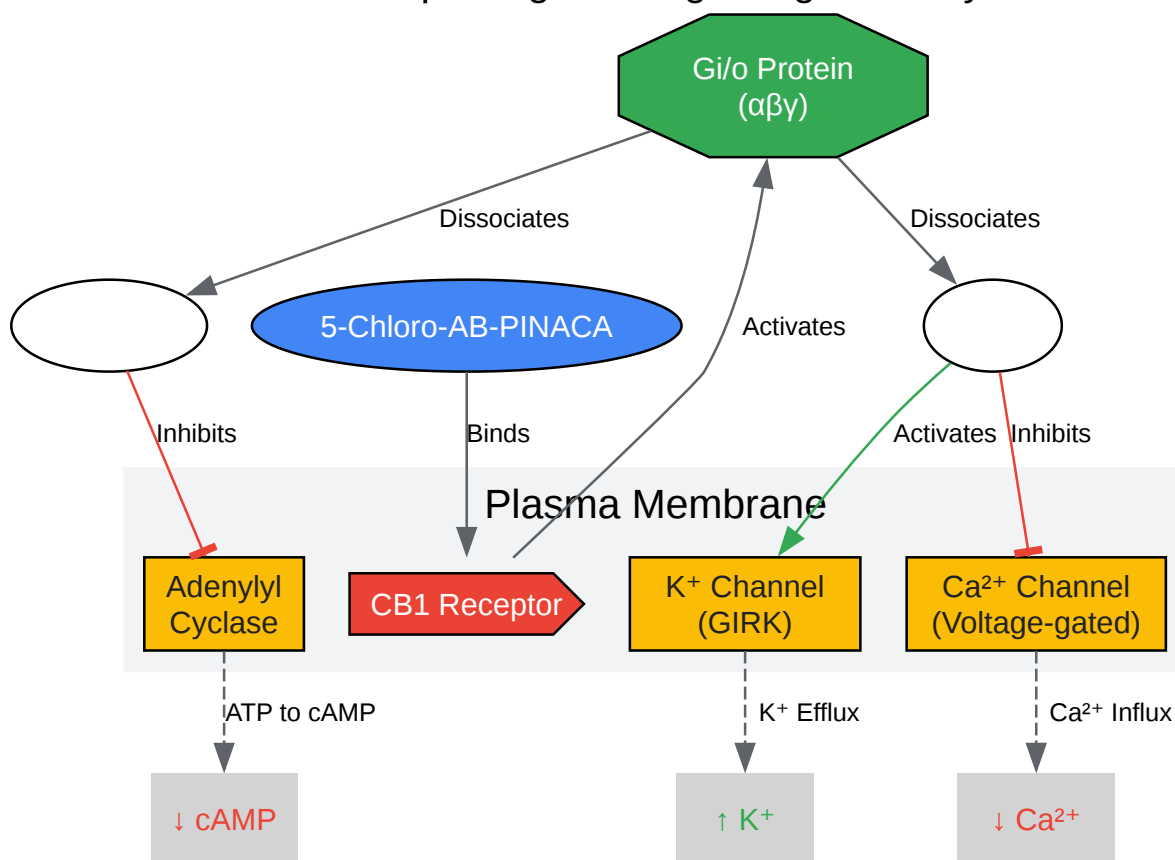 Gi/o Protein
(αβγ)
Dissociates
Dissociates
5-Chloro-AB-PINACA
Activates
Inhibits
Binds
Activates
Inhibits
Plasma Membrane
Adenylyl
Cyclase
CB1 Receptor
K⁺ Channel
(GIRK)
Ca²⁺ Channel
(Voltage-gated)
ATP to cAMP
K⁺ Efflux
Ca²⁺ Influx
↓ cAMP
↑ K⁺
↓ Ca²⁺